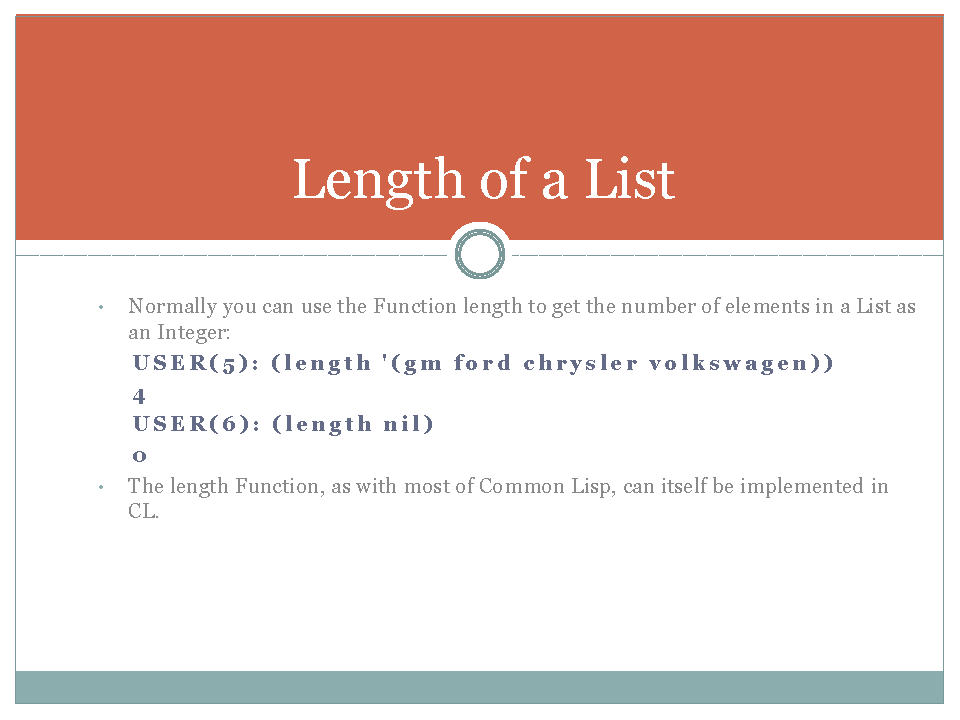 Length of a List
• Normally you can use the Function length to get the number of elements in a List as
an Integer:
USER(5): (length '(gm ford chrysler volkswagen))
4
USER(6): (length nil)
0
• The length Function, as with most of Common Lisp, can itself be implemented in
CL.